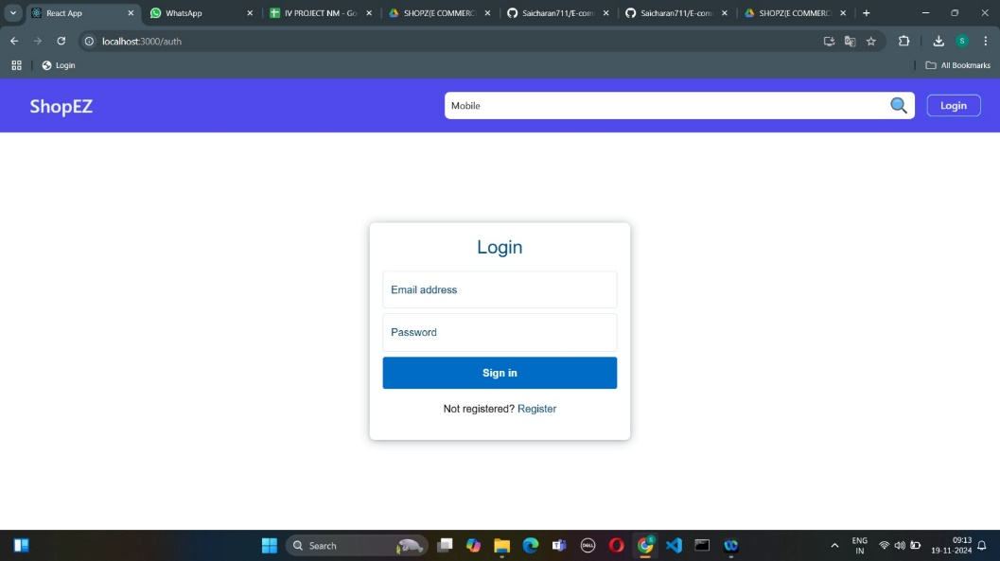 React App
WhatsApp
IV PROJECT NM - Go
SHOPZ(E COMMERC
Saicharan711/E-com
Saicharan711/E-com
SHOPZ(E COMMERC
localhost:3000/auth
S
Login
All Bookmarks
ShopEZ
Mobile
Login
Login
Email address
Password
Sign in
Not registered? Register
Search
DELL
ENG
IN
09:13
19-11-2024